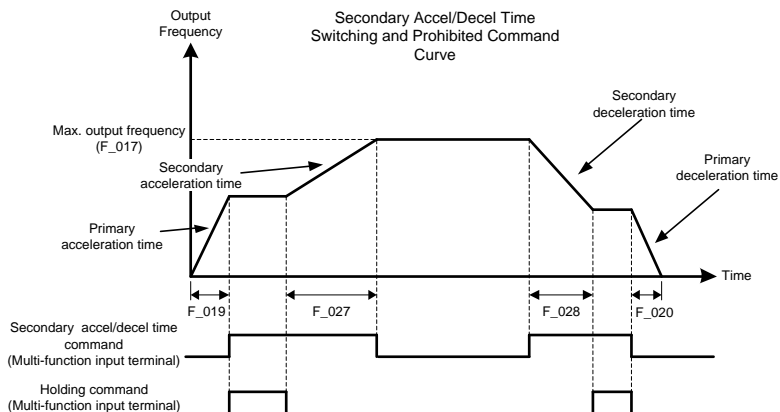 Output
Frequency
Secondary Accel/Decel Time
Switching and Prohibited Command
Curve
Secondary
deceleration time
Max. output frequency
(F_017)
Secondary
acceleration time
Primary
deceleration time
Primary
acceleration time
Time
F_019
F_027
F_028
F_020
Secondary accel/decel time
command
(Multi-function input terminal)
Holding command
(Multi-function input terminal)